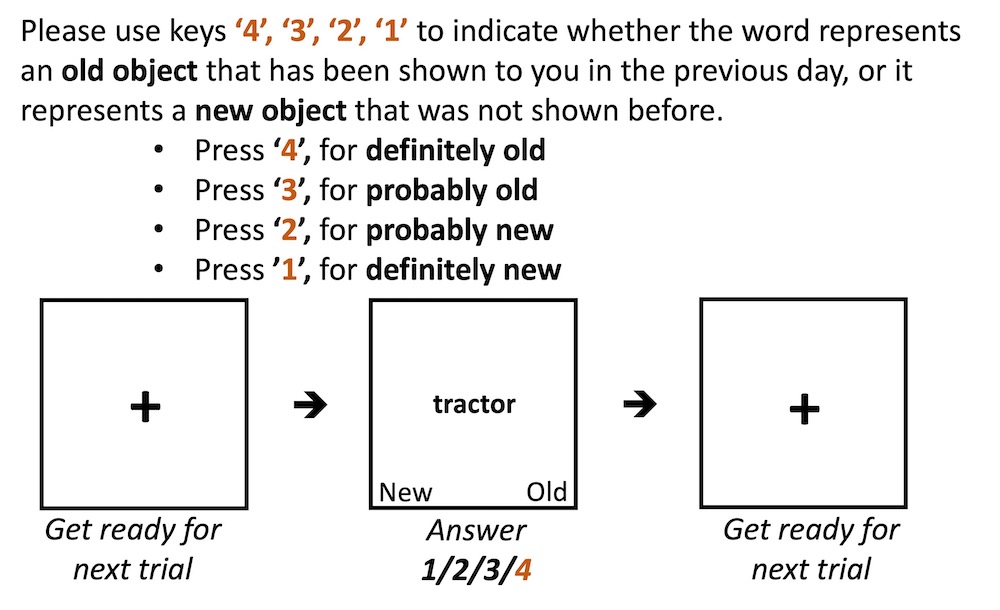 Please use keys ‘4’, ‘3’, ‘2’, ‘1’ to indicate whether the word represents
an old object that has been shown to you in the previous day, or it
represents a new object that was not shown before.
• Press ‘4’, for definitely old
• Press ‘3’, for probably old
• Press ‘2’, for probably new
• Press ’1’, for definitely new
+ ➔ tractor ➔ +
New Old
Get ready for Answer Get ready for
next trial 1/2/3/4 next trial